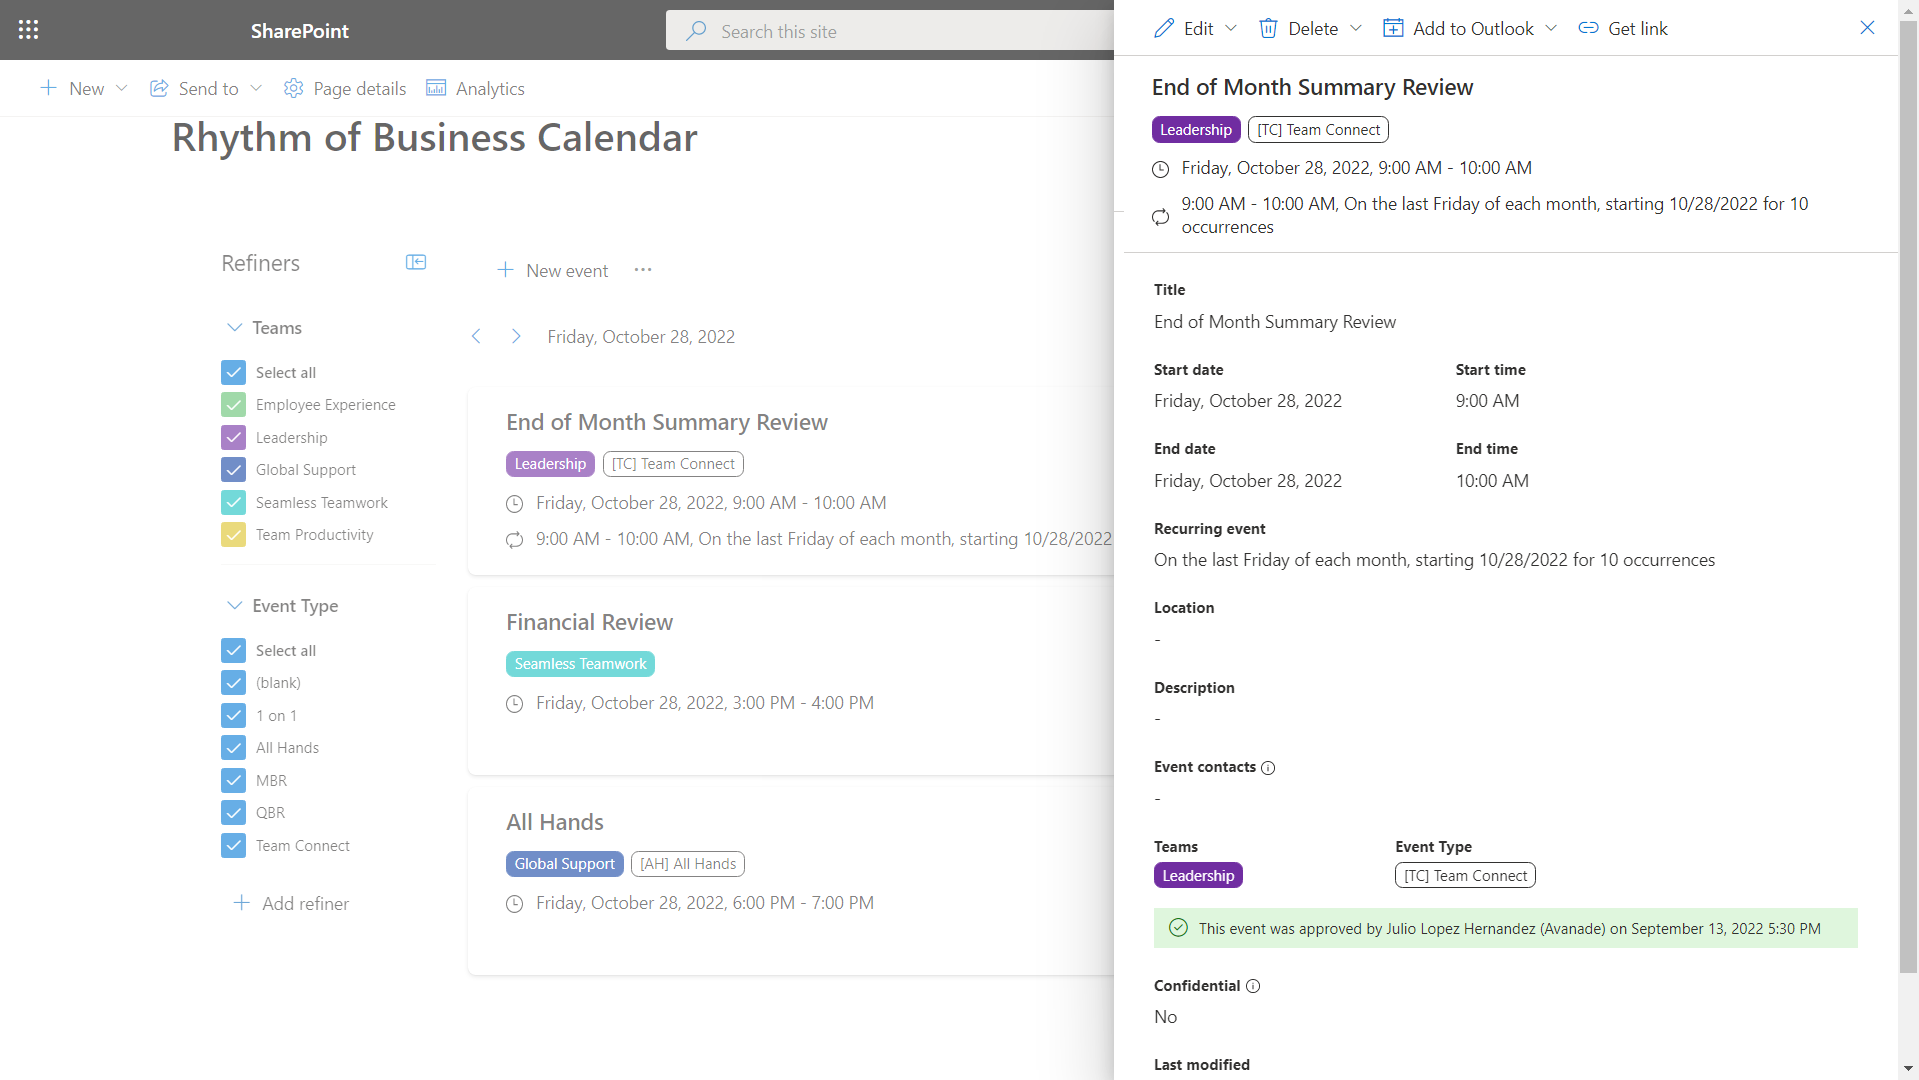 SharePoint
Search this site
New
Send to
Page details
Analytics
Rhythm of Business Calendar
Refiners
Teams
Select all
Employee Experience
Leadership
Global Support
Seamless Teamwork
Team Productivity
Event Type
Select all
(blank)
1 on 1
All Hands
MBR
QBR
Team Connect
Add refiner
New event
Friday, October 28, 2022
End of Month Summary Review
Leadership [TC] Team Connect
Friday, October 28, 2022, 9:00 AM - 10:00 AM
9:00 AM - 10:00 AM, On the last Friday of each month, starting 10/28/2022
Financial Review
Seamless Teamwork
Friday, October 28, 2022, 3:00 PM - 4:00 PM
All Hands
Global Support [AH] All Hands
Friday, October 28, 2022, 6:00 PM - 7:00 PM
Edit
Delete
Add to Outlook
Get link
End of Month Summary Review
Leadership [TC] Team Connect
Friday, October 28, 2022, 9:00 AM - 10:00 AM
9:00 AM - 10:00 AM, On the last Friday of each month, starting 10/28/2022 for 10
occurrences
Title
End of Month Summary Review
Start date
Friday, October 28, 2022
Start time
9:00 AM
End date
Friday, October 28, 2022
End time
10:00 AM
Recurring event
On the last Friday of each month, starting 10/28/2022 for 10 occurrences
Location
-
Description
-
Event contacts
-
Teams
Leadership
Event Type
[TC] Team Connect
This event was approved by Julio Lopez Hernandez (Avanade) on September 13, 2022 5:30 PM
Confidential
No
Last modified